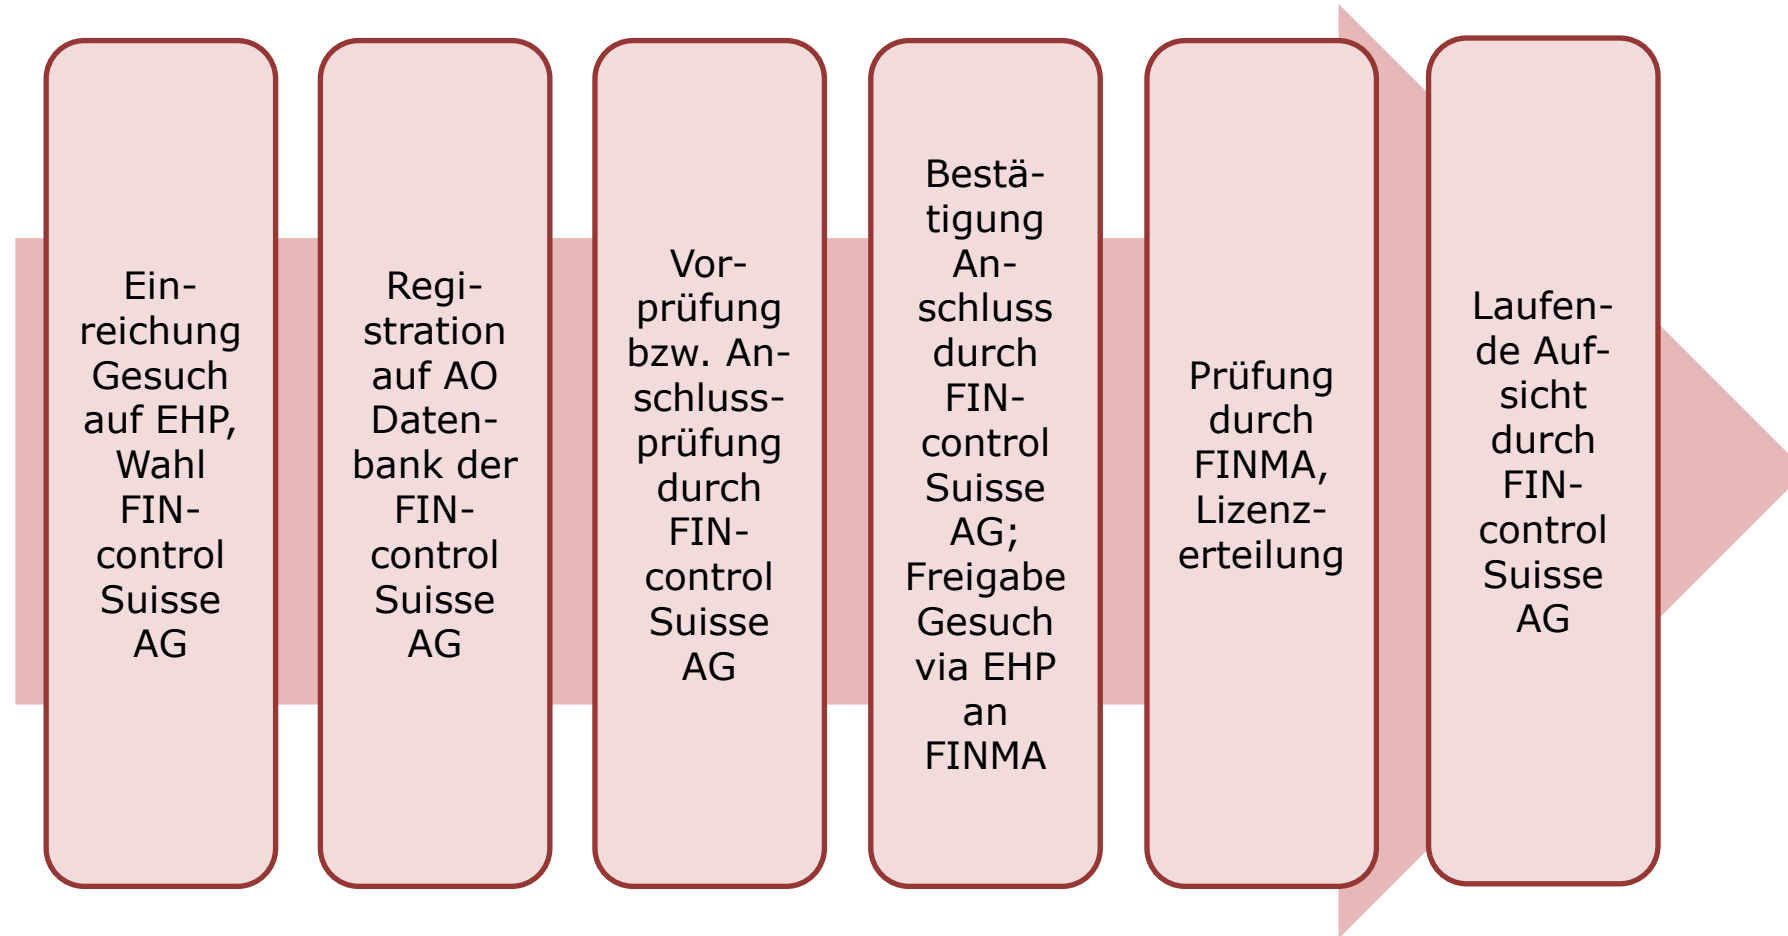 Ein-
reichung
Gesuch
auf EHP,
Wahl
FIN-
control
Suisse
AG
Regi-
stration
auf AO
Daten-
bank der
FIN-
control
Suisse
AG
Vor-
prüfung
bzw. An-
schluss-
prüfung
durch
FIN-
control
Suisse
AG
Bestä-
tigung
An-
schluss
durch
FIN-
control
Suisse
AG;
Freigabe
Gesuch
via EHP
an
FINMA
Prüfung
durch
FINMA,
Lizenz-
erteilung
Laufen-
de Auf-
sicht
durch
FIN-
control
Suisse
AG